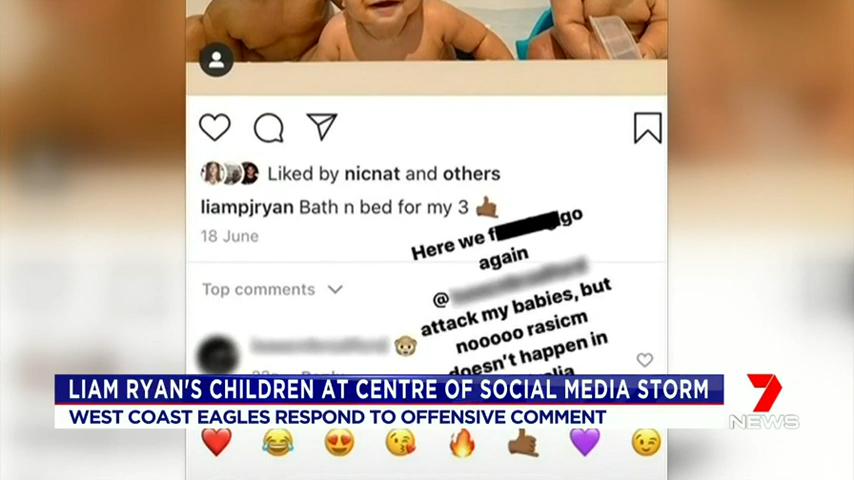 Liked by nicnat and others
liampjryan Bath n bed for my 3
18 June
Here we f go
again
@
attack my babies, but
nooooo rasicm
doesn't happen in
Top comments
LIAM RYAN'S CHILDREN AT CENTRE OF SOCIAL MEDIA STORM
WEST COAST EAGLES RESPOND TO OFFENSIVE COMMENT
7
NEWS